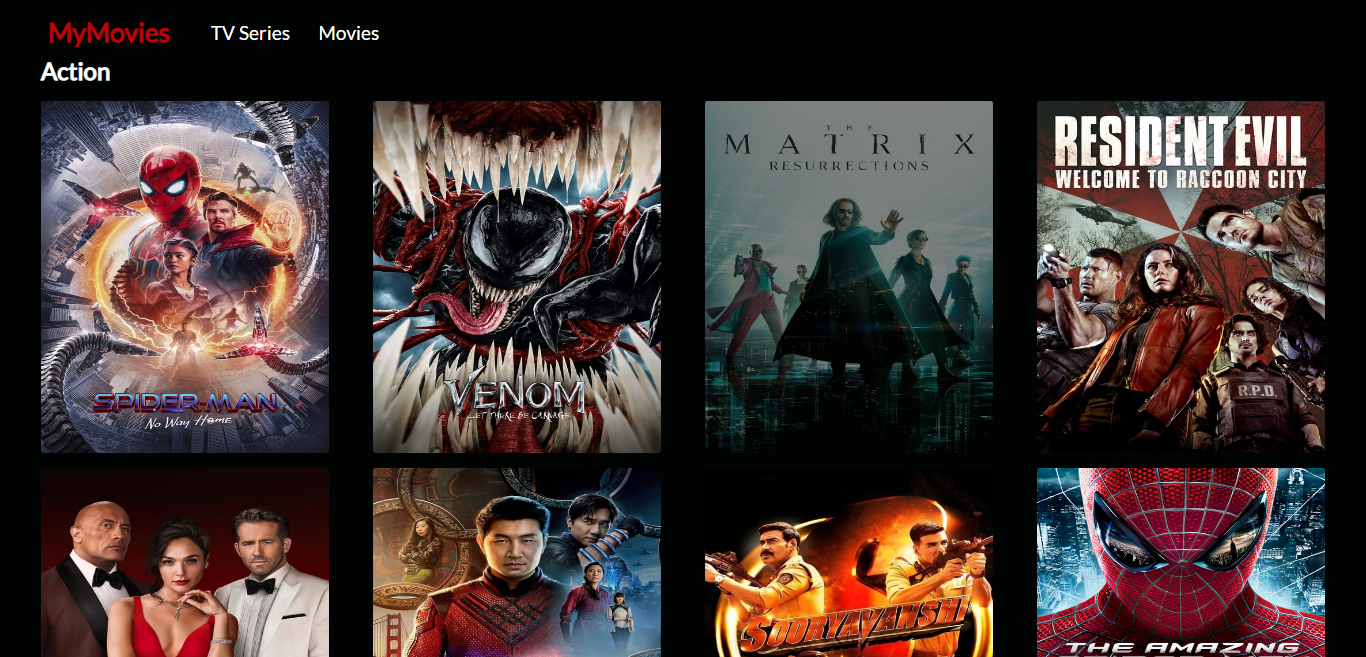 MyMovies TV Series Movies
Action
SPIDER-MAN
No Way Home
VENOM
LET THERE BE CARNAGE
THE
MATRIX
RESURRECTIONS
RESIDENT EVIL
WELCOME TO RACCOON CITY
R.P.D.
SOORYAVANSHI
THE AMAZING